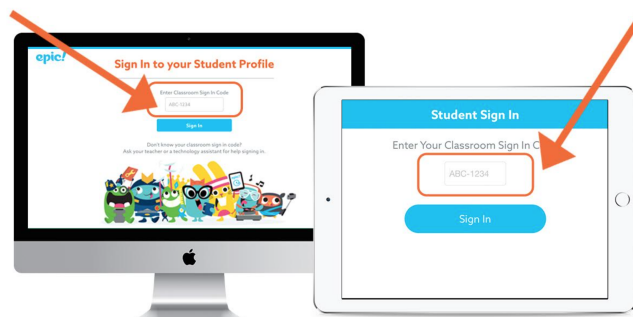 epic!
Sign In to your Student Profile
Enter Classroom Sign In Code
ABC-1234
Sign In
Don't know your classroom sign in code?
Ask your teacher or a technology assistant for help signing in.
Student Sign In
Enter Your Classroom Sign In C
ABC-1234
Sign In